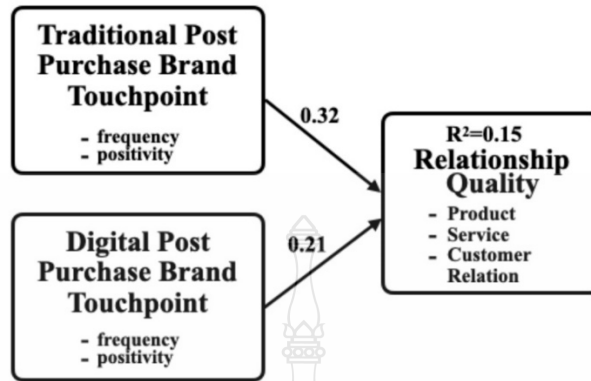 Traditional Post
Purchase Brand
Touchpoint
- frequency
- positivity
0.32
R²=0.15
Relationship
Quality
- Product
- Service
- Customer
Relation
0.21
Digital Post
Purchase Brand
Touchpoint
- frequency
- positivity